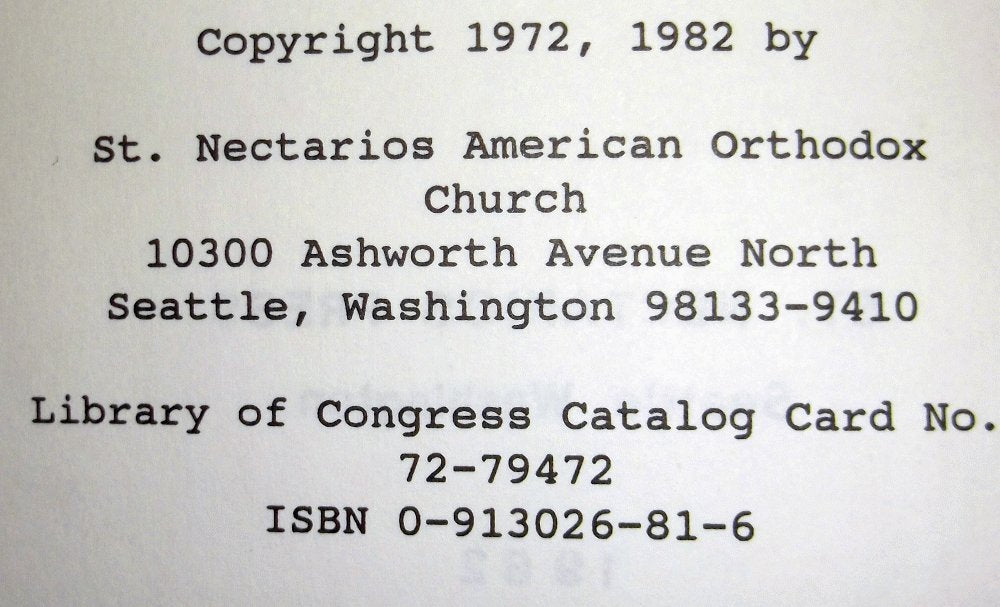 Copyright 1972, 1982 by
St. Nectarios American Orthodox
Church
10300 Ashworth Avenue North
Seattle, Washington 98133-9410
Library of Congress Catalog Card No.
72-79472
ISBN 0-913026-81-6